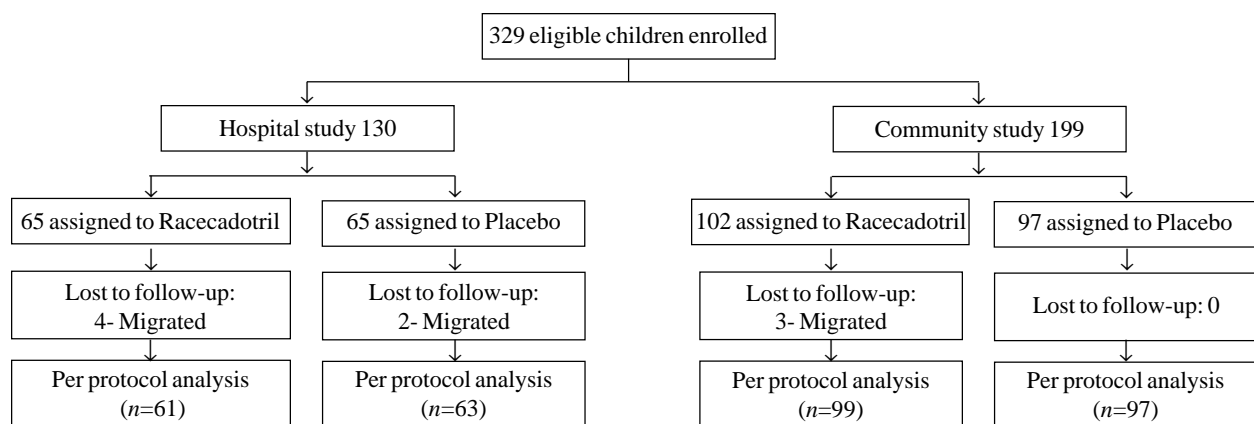 329 eligible children enrolled
Hospital study 130
Community study 199
65 assigned to Racecadotril
65 assigned to Placebo
102 assigned to Racecadotril
97 assigned to Placebo
Lost to follow-up:
4- Migrated
Lost to follow-up:
2- Migrated
Lost to follow-up:
3- Migrated
Lost to follow-up: 0
Per protocol analysis
(n=61)
Per protocol analysis
(n=63)
Per protocol analysis
(n=99)
Per protocol analysis
(n=97)